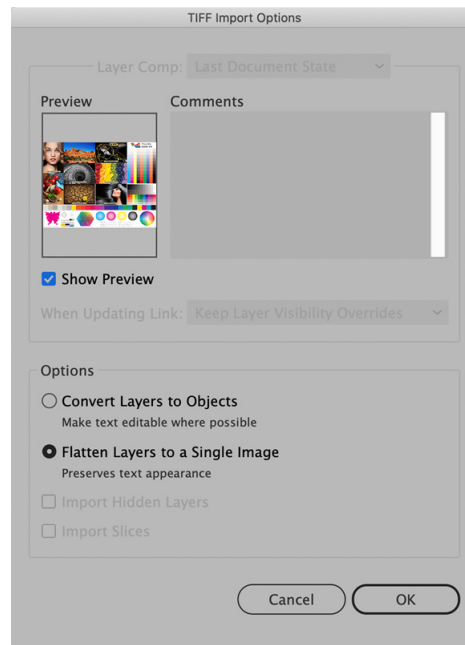 TIFF Import Options
Layer Comp: Last Document State
Preview
Comments
Show Preview
When Updating Link: Keep Layer Visibility Overrides
Options
Convert Layers to Objects
Make text editable where possible
Flatten Layers to a Single Image
Preserves text appearance
Import Hidden Layers
Import Slices
Cancel
OK